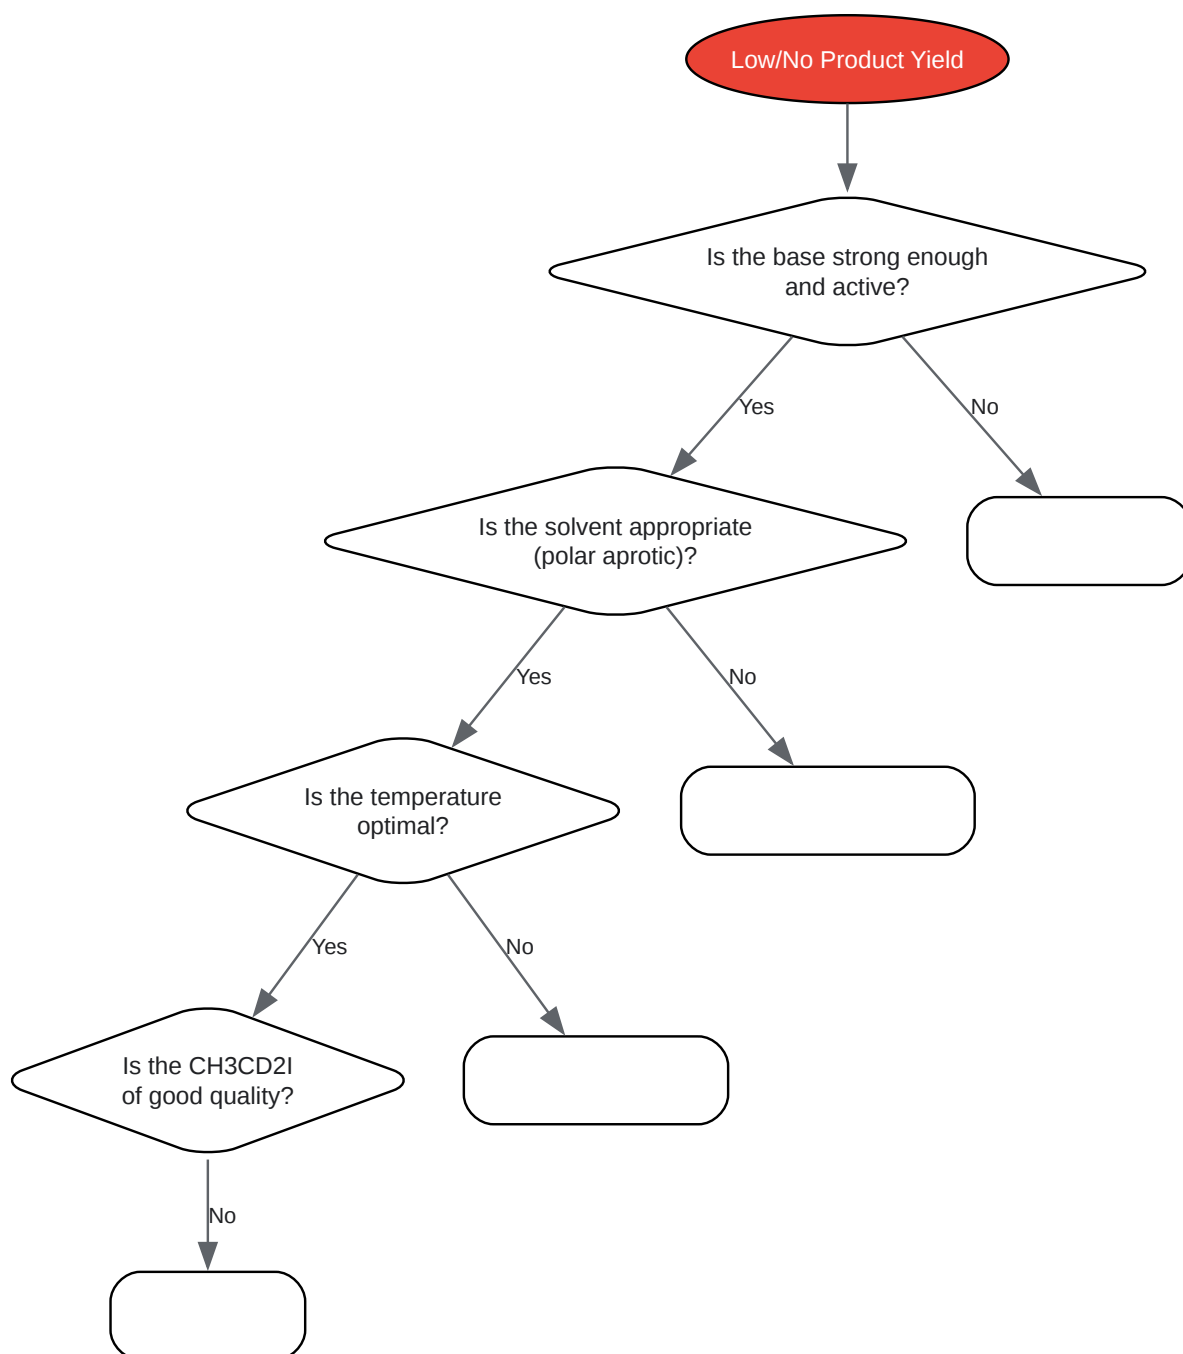 Low/No Product Yield
Is the base strong enough
and active?
Yes
No
Is the solvent appropriate
(polar aprotic)?
Yes
No
Is the temperature
optimal?
Yes
No
Is the CH3CD2I
of good quality?
No